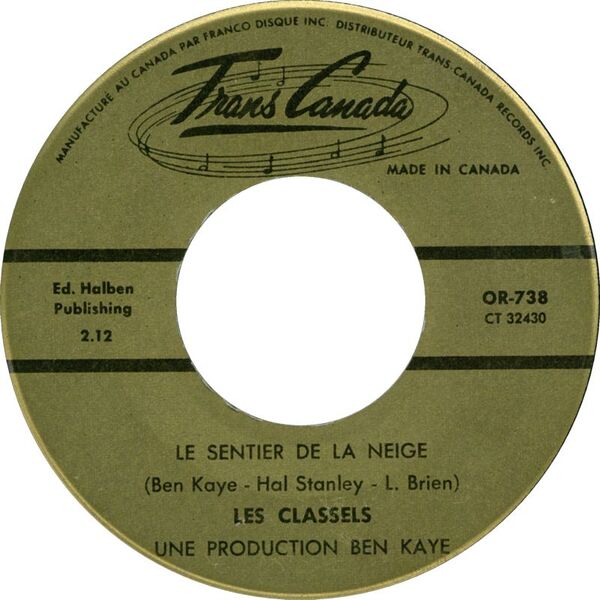 MANUFACTURÉ AU CANADA PAR FRANCO DISQUE INC. DISTRIBUTEUR TRANS-CANADA RECORDS INC.
Trans Canada
MADE IN CANADA
Ed. Halben
Publishing
2.12
OR-738
CT 32430
LE SENTIER DE LA NEIGE
(Ben Kaye - Hal Stanley - L. Brien)
LES CLASSELS
UNE PRODUCTION BEN KAYE